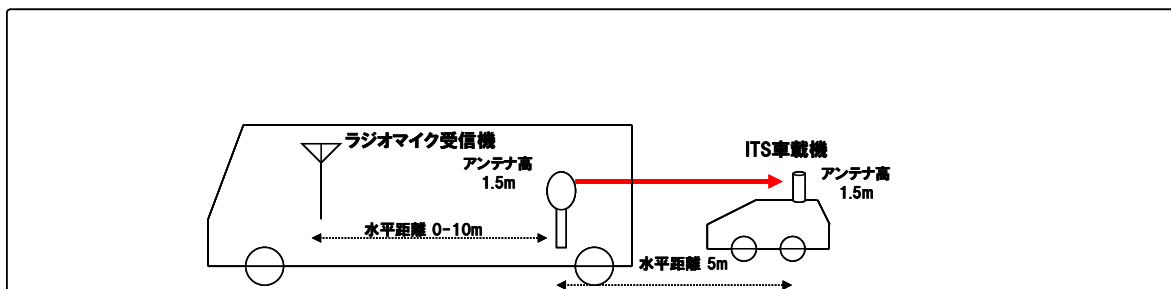 ラジオマイク受信機
アンテナ高
1.5m
ITS車載機
アンテナ高
1.5m
水平距離 0-10m
水平距離 5m